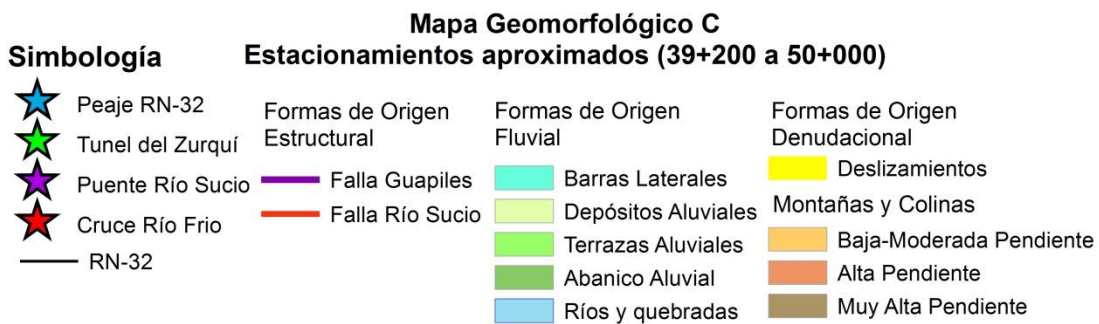 Mapa Geomorfológico C
Estacionamientos aproximados (39+200 a 50+000)
Simbología
Peaje RN-32
Tunel del Zurquí
Puente Río Sucio
Cruce Río Frio
RN-32
Formas de Origen
Estructural
Falla Guapiles
Falla Río Sucio
Formas de Origen
Fluvial
Barras Laterales
Depósitos Aluviales
Terrazas Aluviales
Abanico Aluvial
Ríos y quebradas
Formas de Origen
Denudacional
Deslizamientos
Montañas y Colinas
Baja-Moderada Pendiente
Alta Pendiente
Muy Alta Pendiente